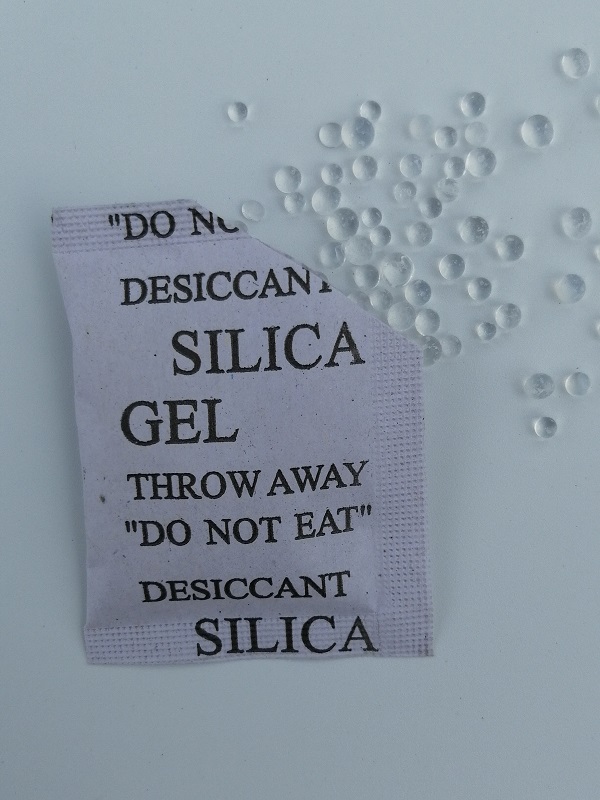 "DO NO
DESICCANT
SILICA
GEL
THROW AWAY
"DO NOT EAT"
DESICCANT
SILICA